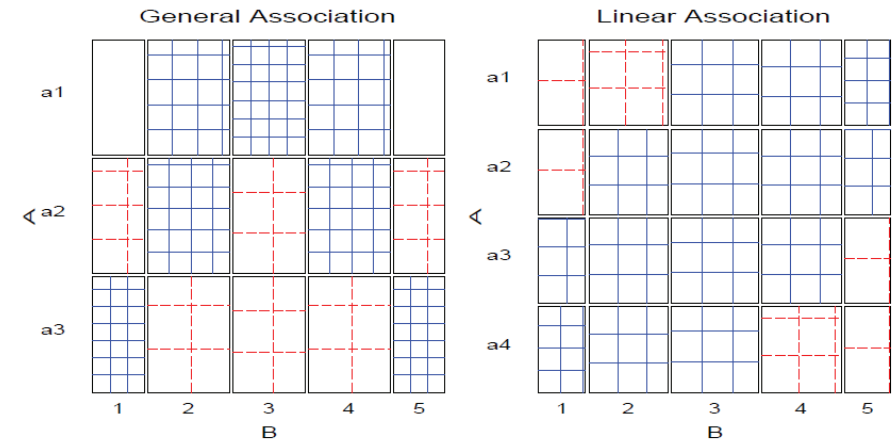 General Association
Linear Association
a1
a2
a3
A
1 2 3 4 5
B
a1
a2
a3
a4
A
1 2 3 4 5
B